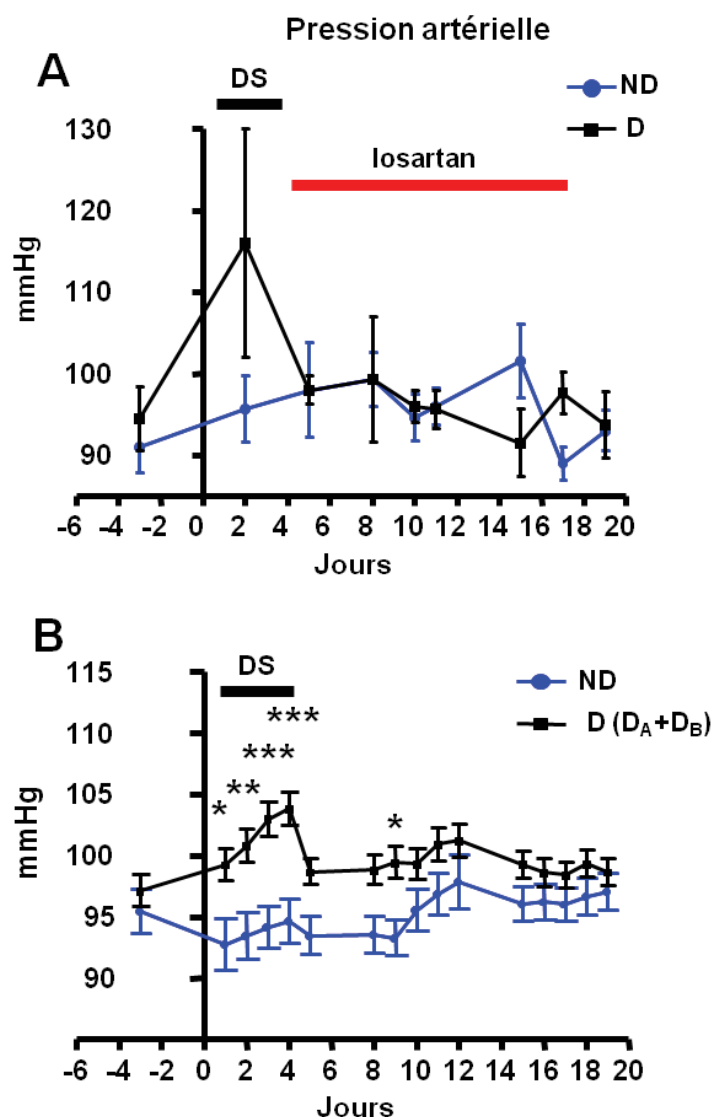 Pression artérielle
A
DS
ND
D
losartan
130
120
110
100
90
mmHg
-6 -4 -2 0 2 4 6 8 10 12 14 16 18 20
Jours
B
DS
ND
D (DA+DB)
115
110
105
100
95
90
mmHg
* ** *** *** *
-6 -4 -2 0 2 4 6 8 10 12 14 16 18 20
Jours